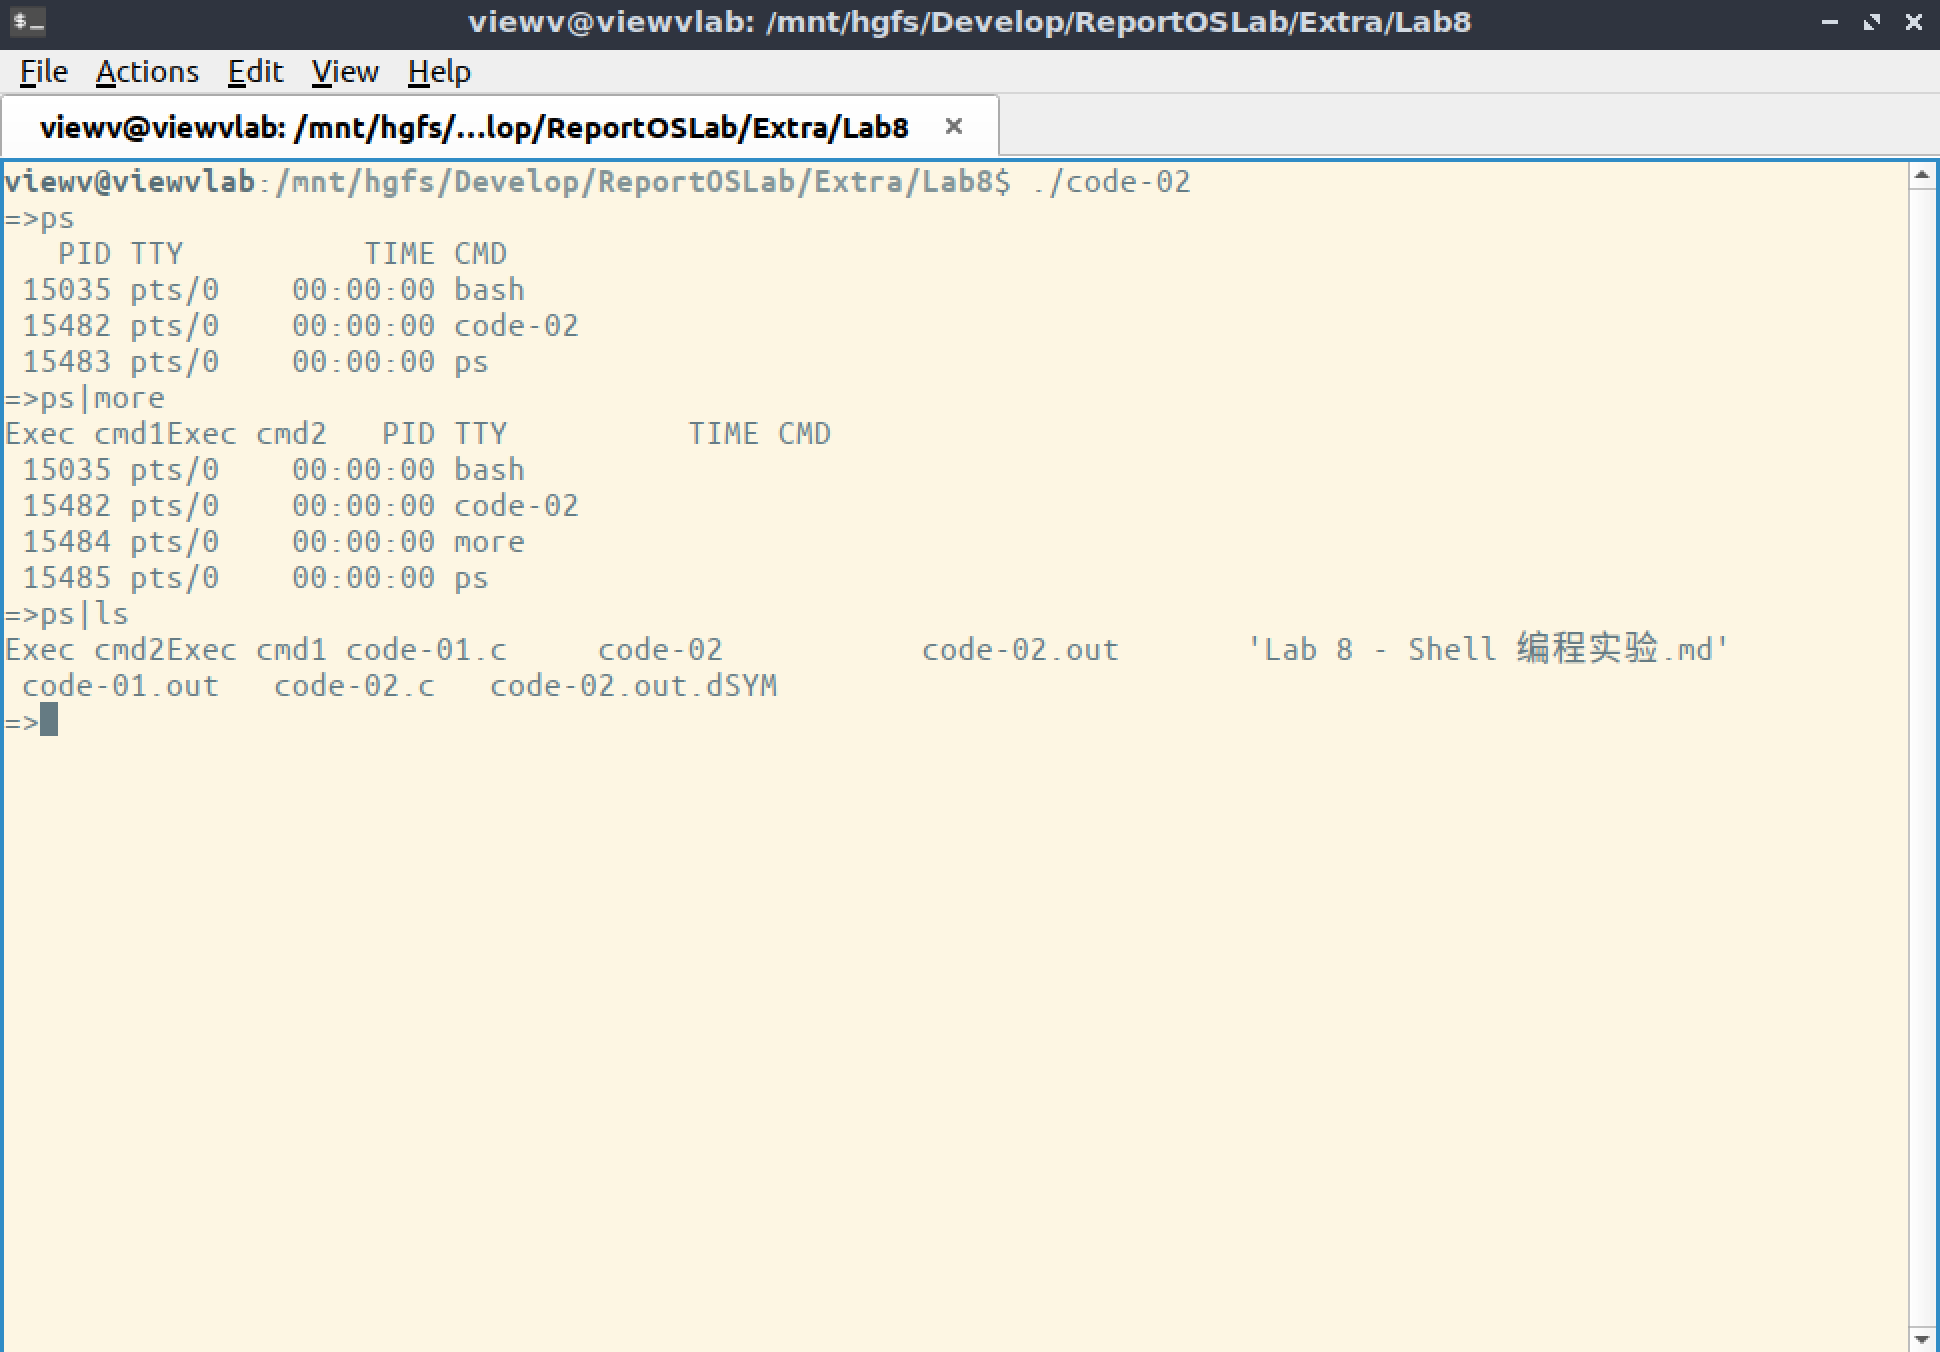 viewv@viewvlab: /mnt/hgfs/Develop/ReportOSLab/Extra/Lab8
File Actions Edit View Help
viewv@viewvlab: /mnt/hgfs/...lop/ReportOSLab/Extra/Lab8
viewv@viewvlab:/mnt/hgfs/Develop/ReportOSLab/Extra/Lab8$ ./code-02
=>ps
   PID TTY          TIME CMD
 15035 pts/0    00:00:00 bash
 15482 pts/0    00:00:00 code-02
 15483 pts/0    00:00:00 ps
=>ps|more
Exec cmd1Exec cmd2   PID TTY          TIME CMD
 15035 pts/0    00:00:00 bash
 15482 pts/0    00:00:00 code-02
 15484 pts/0    00:00:00 more
 15485 pts/0    00:00:00 ps
=>ps|ls
Exec cmd2Exec cmd1 code-01.c     code-02           code-02.out       'Lab 8 - Shell 编程实验.md'
 code-01.out   code-02.c   code-02.out.dSYM
=>